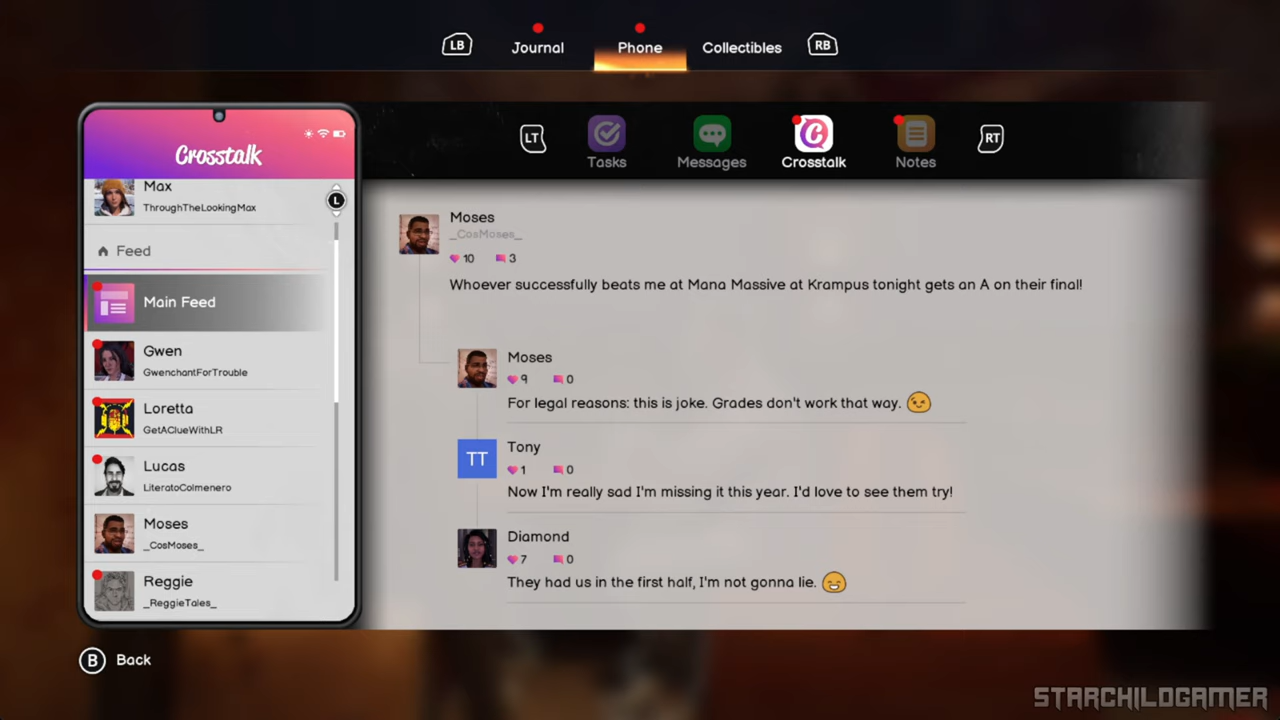 LB
Journal
Phone
Collectibles
RB
Crosstalk
LT
Tasks
Messages
Crosstalk
Notes
RT
Max
ThroughTheLookingMax
L
Feed
Main Feed
Gwen
GwenchantForTrouble
Loretta
GetAClueWithLR
Lucas
LiteratoColmenero
Moses
_CosMoses_
Reggie
_ReggieTales_
Moses
_CosMoses_
10 3
Whoever successfully beats me at Mana Massive at Krampus tonight gets an A on their final!
Moses
9 0
For legal reasons: this is joke. Grades don't work that way.
TT
Tony
1 0
Now I'm really sad I'm missing it this year. I'd love to see them try!
Diamond
7 0
They had us in the first half, I'm not gonna lie.
B Back
STARCHILDGAMER